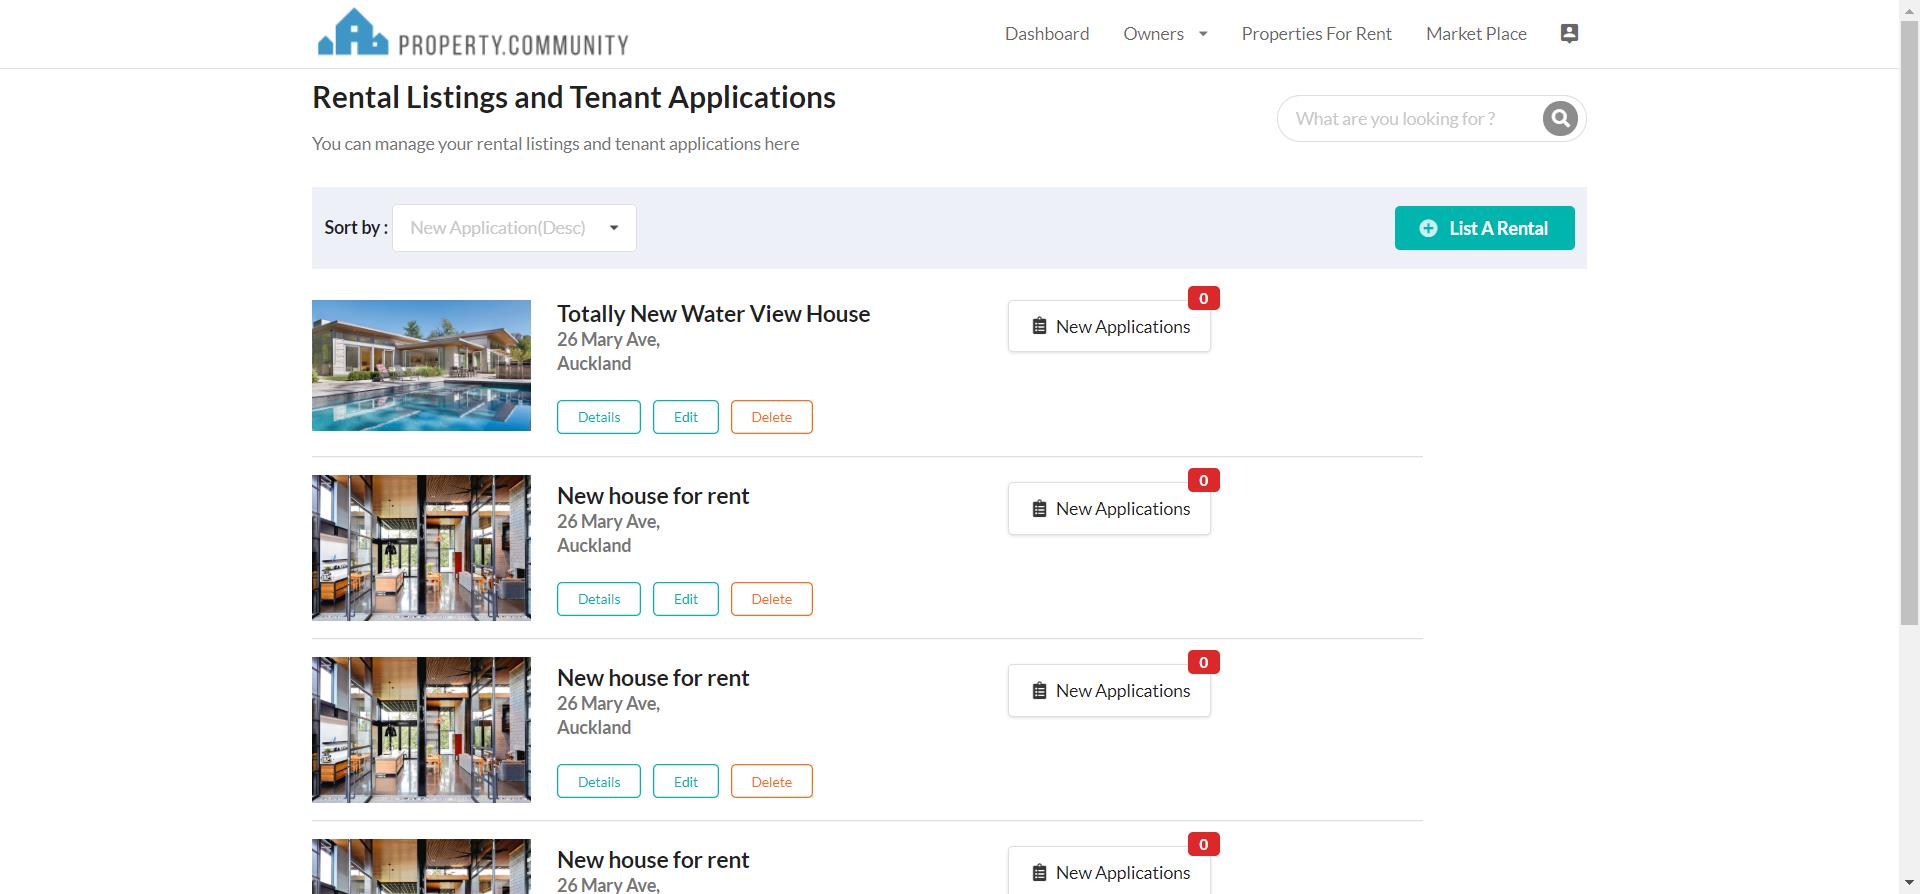 PROPERTY.COMMUNITY
Dashboard
Owners
Properties For Rent
Market Place
Rental Listings and Tenant Applications
What are you looking for ?
You can manage your rental listings and tenant applications here
Sort by :
New Application(Desc)
List A Rental
Totally New Water View House
26 Mary Ave,
Auckland
0
New Applications
Details
Edit
Delete
New house for rent
26 Mary Ave,
Auckland
0
New Applications
Details
Edit
Delete
New house for rent
26 Mary Ave,
Auckland
0
New Applications
Details
Edit
Delete
New house for rent
26 Mary Ave,
0
New Applications